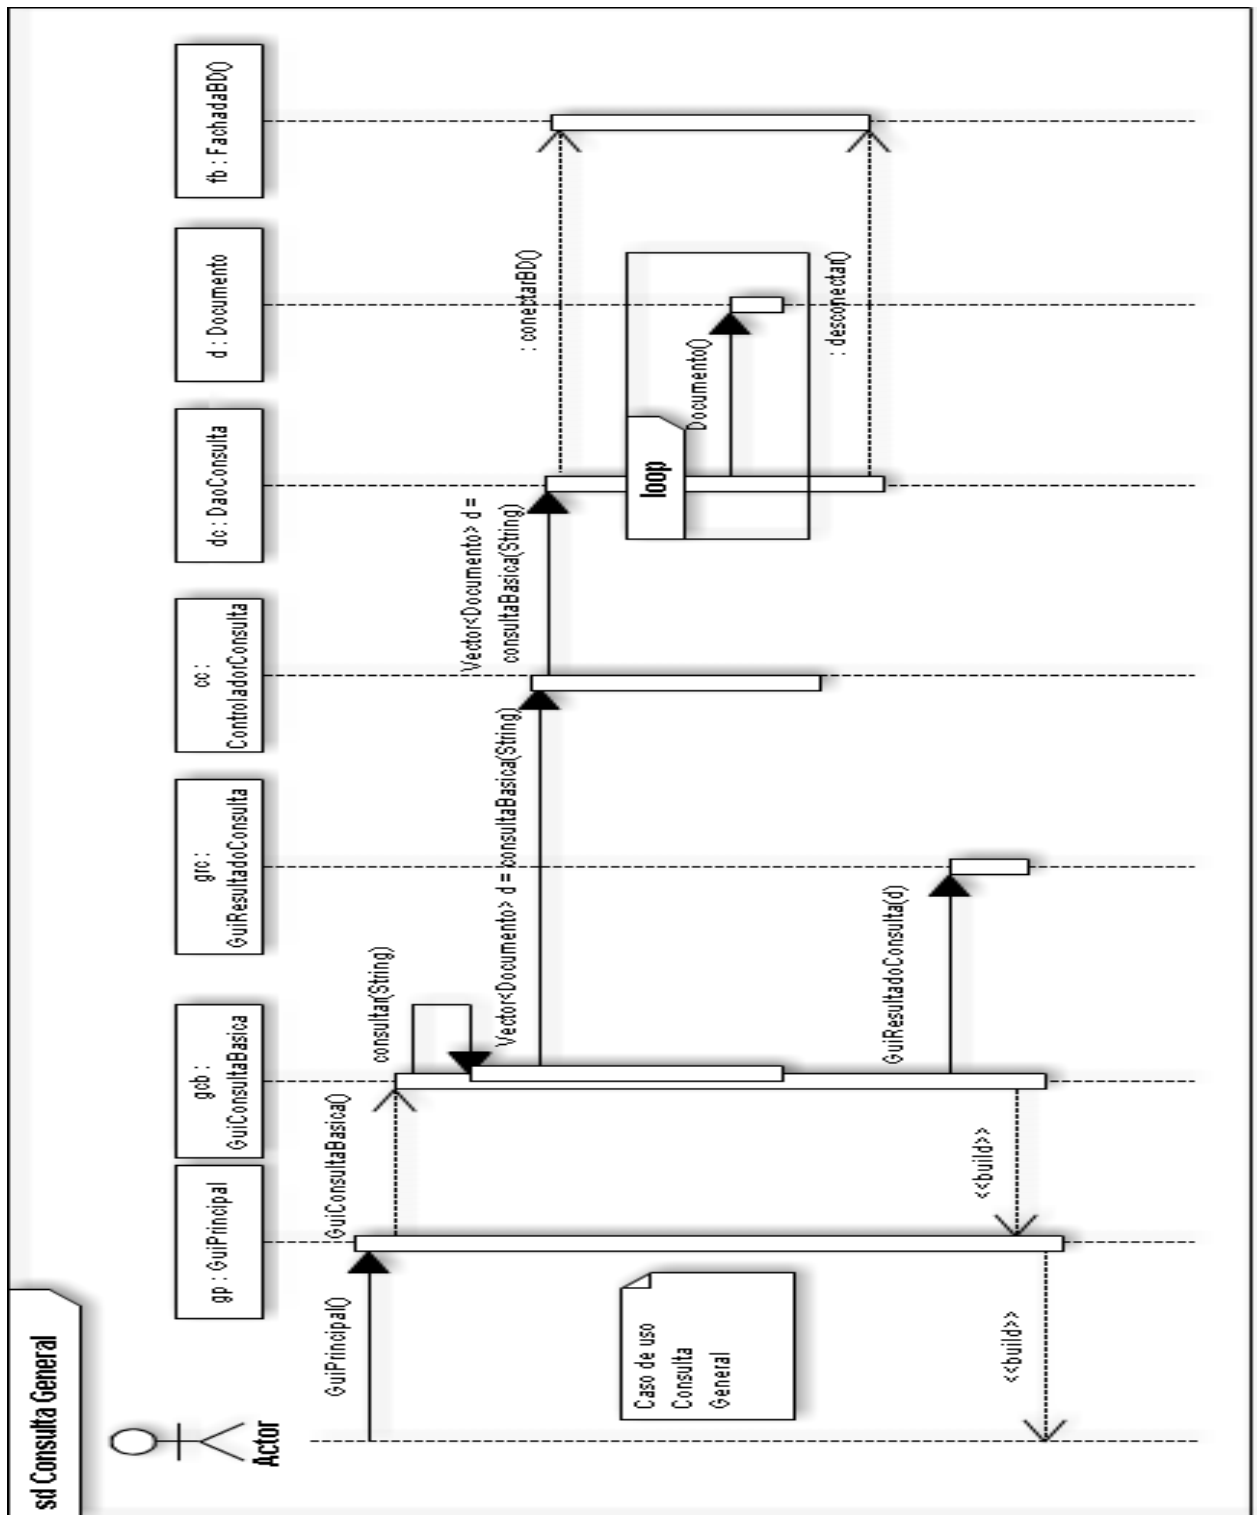 sd Consulta General
Actor
gp : GuiPrincipal
gcb :
GuiConsultaBasica
grc :
GuiResultadoConsulta
cc :
ControladorConsulta
dc : DaoConsulta
d : Documento
fb : FachadaBD()
GuiPrincipal()
GuiConsultaBasica()
consultar(String)
Vector<Documento> d = consultaBasica(String)
Vector<Documento> d =
consultaBasica(String)
: conectarBD()
loop
Documento()
: desconectar()
GuiResultadoConsulta(d)
<<build>>
<<build>>
Caso de uso
Consulta
General